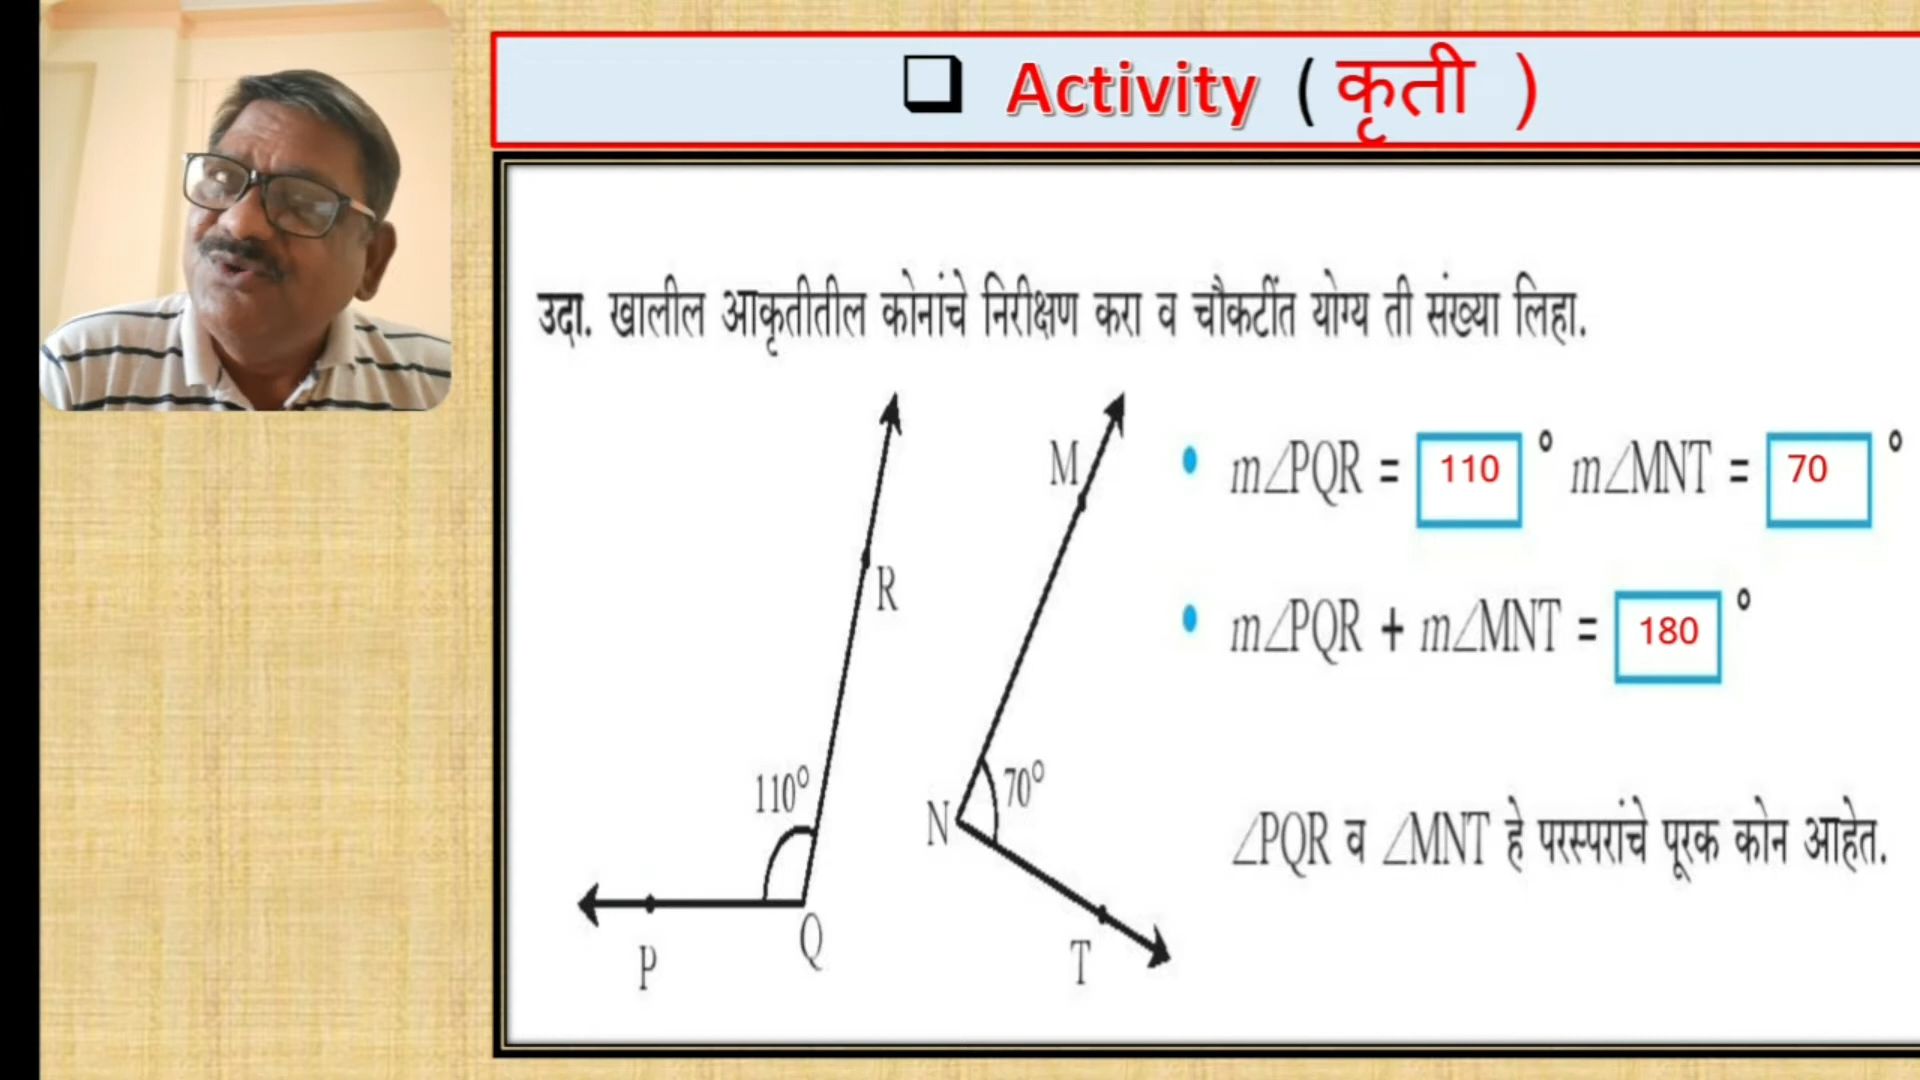 ❑ Activity ( कृती )
उदा. खालील आकृतीतील कोनांचे निरीक्षण करा व चौकटींत योग्य ती संख्या लिहा.
M
R
110°
N
70°
P
Q
T
• m∠PQR = 110 ° m∠MNT = 70 °
• m∠PQR + m∠MNT = 180 °
∠PQR व ∠MNT हे परस्परांचे पूरक कोन आहेत.